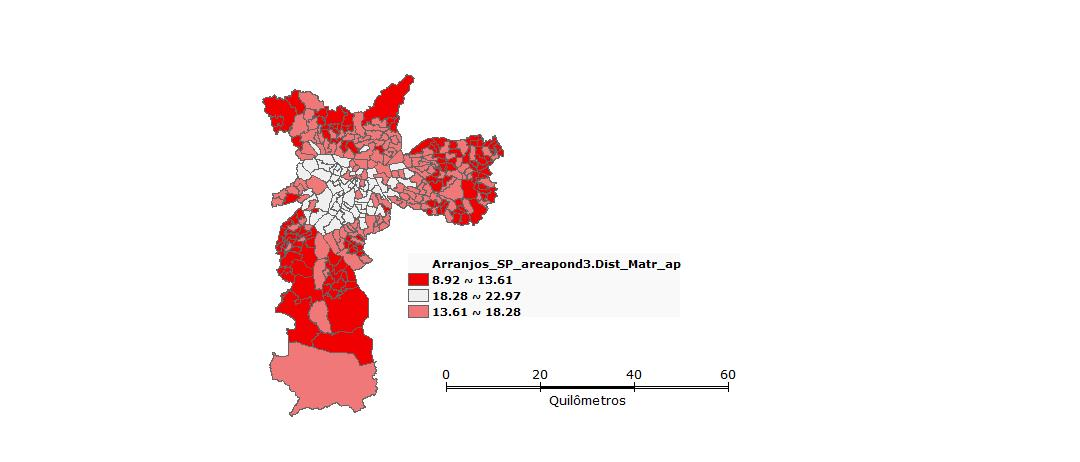 Arranjos_SP_areapond3.Dist_Matr_ap
8.92 ~ 13.61
18.28 ~ 22.97
13.61 ~ 18.28
0 20 40 60
Quilômetros